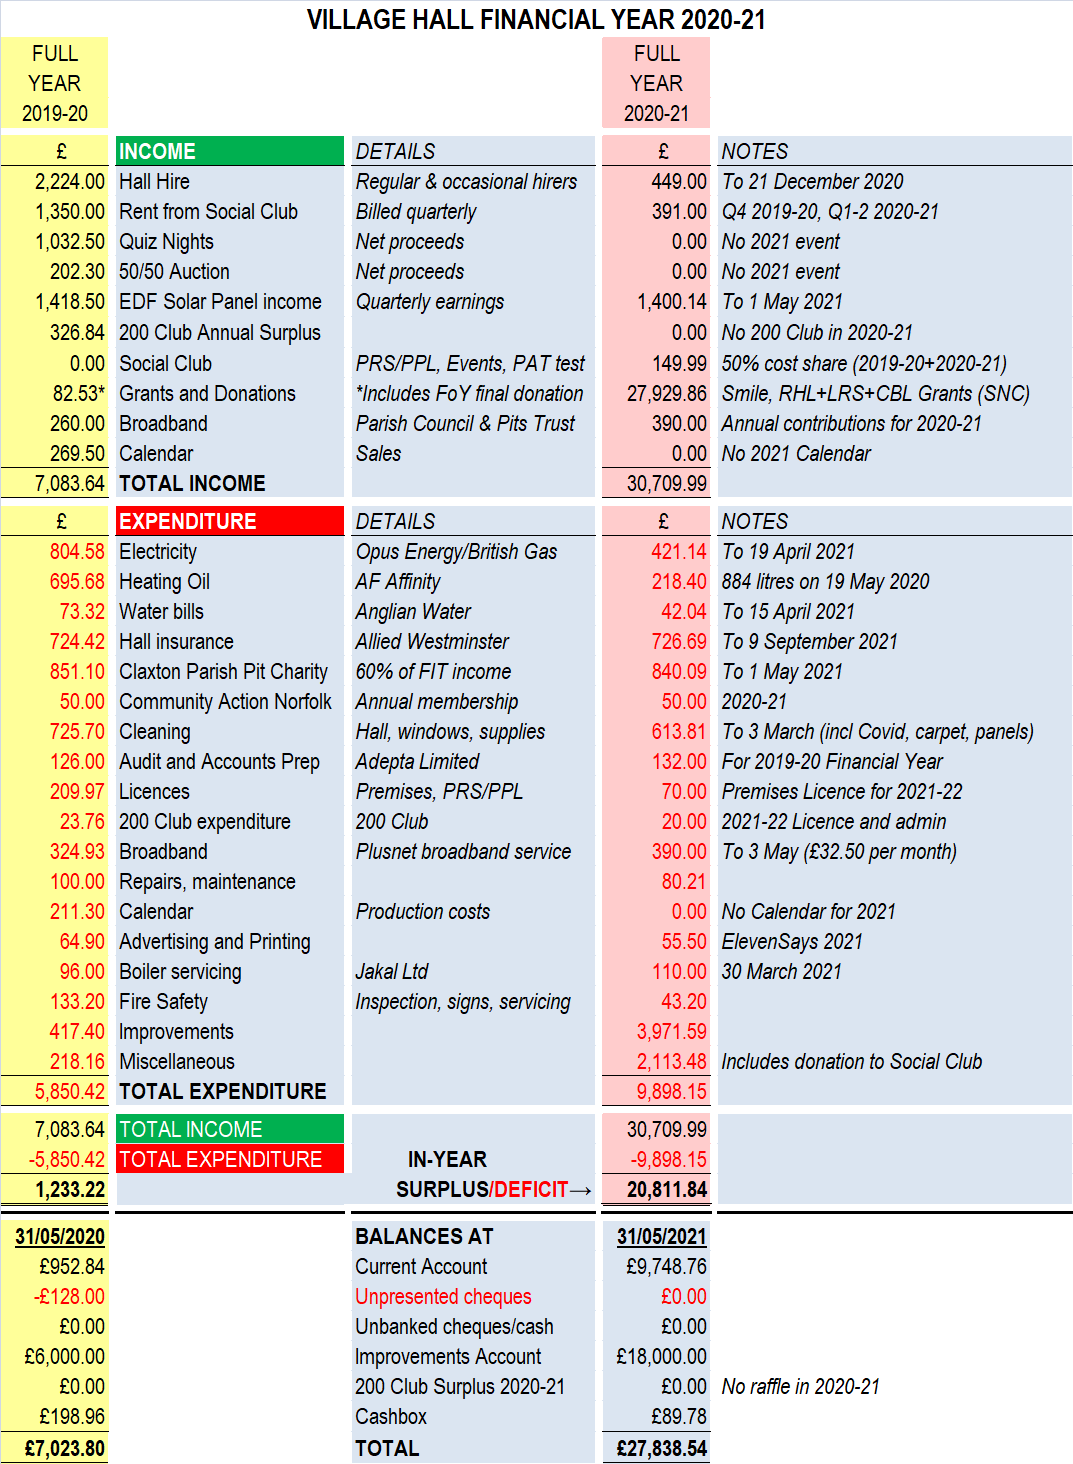 VILLAGE HALL FINANCIAL YEAR 2020-21
FULL FULL
YEAR YEAR
2019-20 2020-21
£ INCOME DETAILS £ NOTES
2,224.00 Hall Hire Regular & occasional hirers 449.00 To 21 December 2020
1,350.00 Rent from Social Club Billed quarterly 391.00 Q4 2019-20, Q1-2 2020-21
1,032.50 Quiz Nights Net proceeds 0.00 No 2021 event
202.30 50/50 Auction Net proceeds 0.00 No 2021 event
1,418.50 EDF Solar Panel income Quarterly earnings 1,400.14 To 1 May 2021
326.84 200 Club Annual Surplus 0.00 No 200 Club in 2020-21
0.00 Social Club PRS/PPL, Events, PAT test 149.99 50% cost share (2019-20+2020-21)
82.53* Grants and Donations *Includes FoY final donation 27,929.86 Smile, RHL+LRS+CBL Grants (SNC)
260.00 Broadband Parish Council & Pits Trust 390.00 Annual contributions for 2020-21
269.50 Calendar Sales 0.00 No 2021 Calendar
7,083.64 TOTAL INCOME 30,709.99
£ EXPENDITURE DETAILS £ NOTES
804.58 Electricity Opus Energy/British Gas 421.14 To 19 April 2021
695.68 Heating Oil AF Affinity 218.40 884 litres on 19 May 2020
73.32 Water bills Anglian Water 42.04 To 15 April 2021
724.42 Hall insurance Allied Westminster 726.69 To 9 September 2021
851.10 Claxton Parish Pit Charity 60% of FIT income 840.09 To 1 May 2021
50.00 Community Action Norfolk Annual membership 50.00 2020-21
725.70 Cleaning Hall, windows, supplies 613.81 To 3 March (incl Covid, carpet, panels)
126.00 Audit and Accounts Prep Adepta Limited 132.00 For 2019-20 Financial Year
209.97 Licences Premises, PRS/PPL 70.00 Premises Licence for 2021-22
23.76 200 Club expenditure 200 Club 20.00 2021-22 Licence and admin
324.93 Broadband Plusnet broadband service 390.00 To 3 May (£32.50 per month)
100.00 Repairs, maintenance 80.21
211.30 Calendar Production costs 0.00 No Calendar for 2021
64.90 Advertising and Printing 55.50 ElevenSays 2021
96.00 Boiler servicing Jakal Ltd 110.00 30 March 2021
133.20 Fire Safety Inspection, signs, servicing 43.20
417.40 Improvements 3,971.59
218.16 Miscellaneous 2,113.48 Includes donation to Social Club
5,850.42 TOTAL EXPENDITURE 9,898.15
7,083.64 TOTAL INCOME 30,709.99
-5,850.42 TOTAL EXPENDITURE IN-YEAR -9,898.15
1,233.22 SURPLUS/DEFICIT→ 20,811.84
31/05/2020 BALANCES AT 31/05/2021
£952.84 Current Account £9,748.76
-£128.00 Unpresented cheques £0.00
£0.00 Unbanked cheques/cash £0.00
£6,000.00 Improvements Account £18,000.00
£0.00 200 Club Surplus 2020-21 £0.00 No raffle in 2020-21
£198.96 Cashbox £89.78
£7,023.80 TOTAL £27,838.54